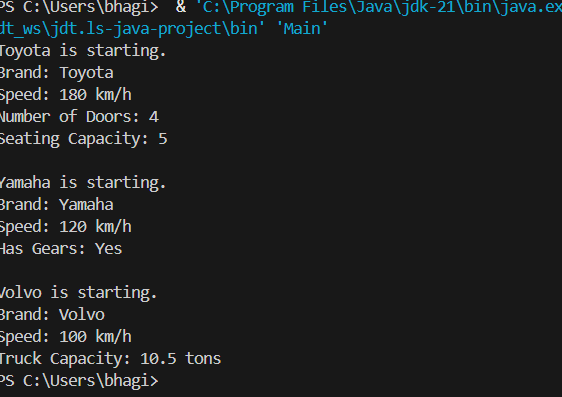 PS C:\Users\bhagi>  & 'C:\Program Files\Java\jdk-21\bin\java.ex
dt_ws\jdt.ls-java-project\bin' 'Main'
Toyota is starting.
Brand: Toyota
Speed: 180 km/h
Number of Doors: 4
Seating Capacity: 5

Yamaha is starting.
Brand: Yamaha
Speed: 120 km/h
Has Gears: Yes

Volvo is starting.
Brand: Volvo
Speed: 100 km/h
Truck Capacity: 10.5 tons
PS C:\Users\bhagi>